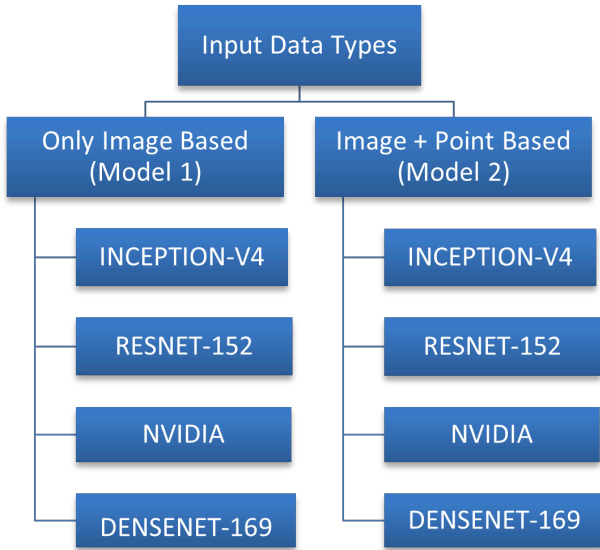 Input Data Types
Only Image Based
(Model 1)
INCEPTION-V4
RESNET-152
NVIDIA
DENSENET-169
Image + Point Based
(Model 2)
INCEPTION-V4
RESNET-152
NVIDIA
DENSENET-169